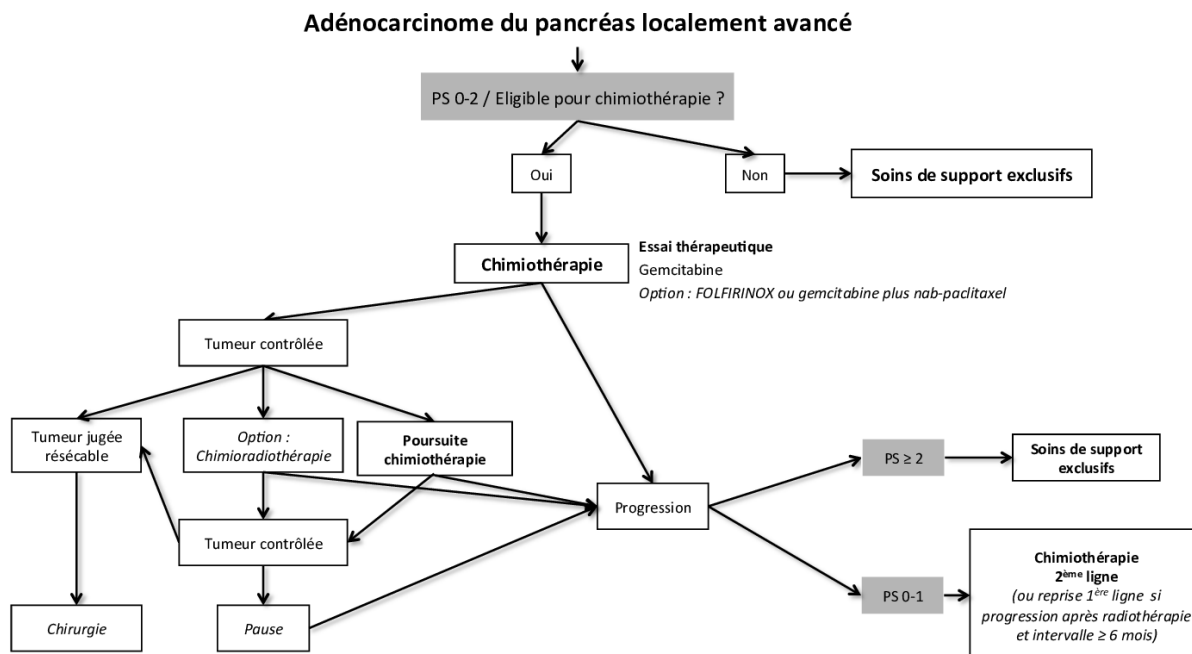 Adénocarcinome du pancréas localement avancé
PS 0-2 / Eligible pour chimiothérapie ?
Oui
Non
Soins de support exclusifs
Chimiothérapie
Essai thérapeutique
Gemcitabine
Option : FOLFIRINOX ou gemcitabine plus nab-paclitaxel
Tumeur contrôlée
Tumeur jugée
résécable
Option :
Chimioradiothérapie
Poursuite
chimiothérapie
PS ≥ 2
Soins de support
exclusifs
Progression
Tumeur contrôlée
Chirurgie
Pause
PS 0-1
Chimiothérapie
2ème ligne
(ou reprise 1ère ligne si
progression après radiothérapie
et intervalle ≥ 6 mois)